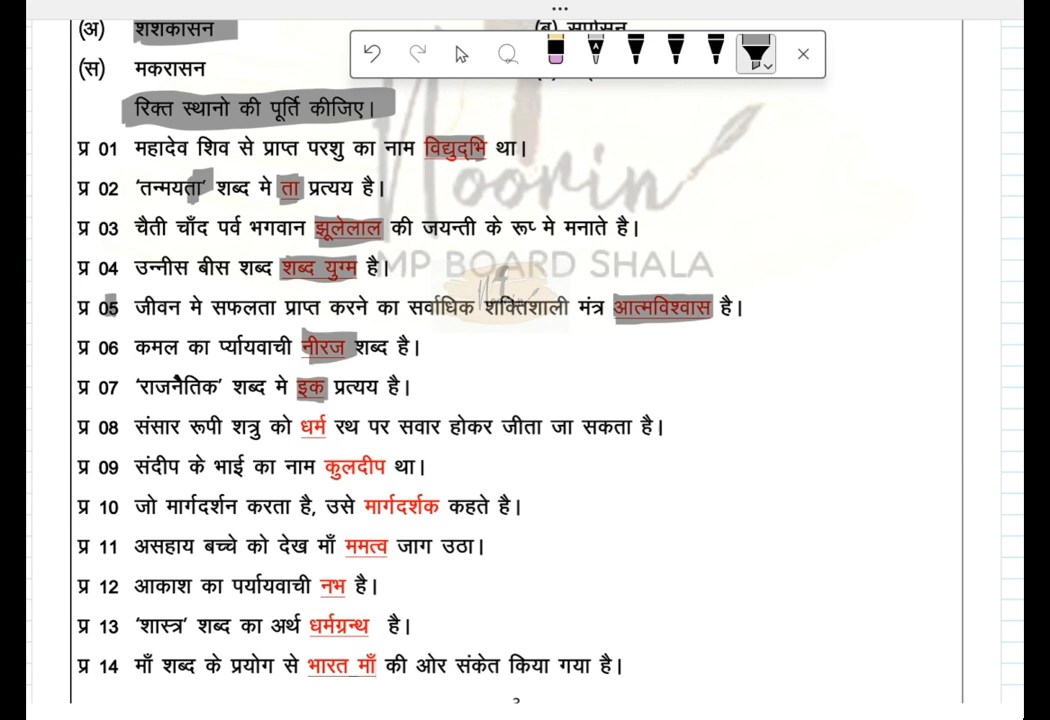 (अ) शशकासन (ब) सर्पासन
(स) मकरासन
रिक्त स्थानो की पूर्ति कीजिए।
प्र 01 महादेव शिव से प्राप्त परशु का नाम विद्युदभि था।
प्र 02 ‘तन्मयता’ शब्द मे ता प्रत्यय है।
प्र 03 चैती चाँद पर्व भगवान झूलेलाल की जयन्ती के रूप मे मनाते है।
Noorin
प्र 04 उन्नीस बीस शब्द शब्द युग्म है।
MP BOARD SHALA
प्र 05 जीवन मे सफलता प्राप्त करने का सर्वाधिक शक्तिशाली मंत्र आत्मविश्वास है।
प्र 06 कमल का पर्यायवाची नीरज शब्द है।
प्र 07 ‘राजनैतिक’ शब्द मे इक प्रत्यय है।
प्र 08 संसार रूपी शत्रु को धर्म रथ पर सवार होकर जीता जा सकता है।
प्र 09 संदीप के भाई का नाम कुलदीप था।
प्र 10 जो मार्गदर्शन करता है, उसे मार्गदर्शक कहते है।
प्र 11 असहाय बच्चे को देख माँ ममत्व जाग उठा।
प्र 12 आकाश का पर्यायवाची नभ है।
प्र 13 ‘शास्त्र’ शब्द का अर्थ धर्मग्रन्थ है।
प्र 14 माँ शब्द के प्रयोग से भारत माँ की ओर संकेत किया गया है।